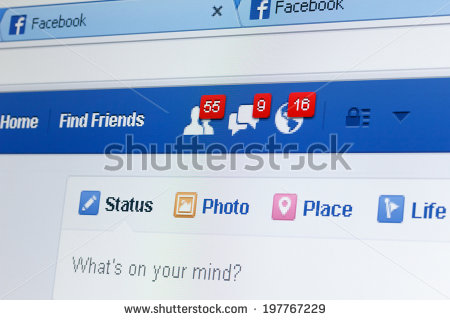 Facebook
Facebook
Home Find Friends 55 9 16
Status Photo Place Life
What's on your mind?
shutterstock
www.shutterstock.com · 197767229